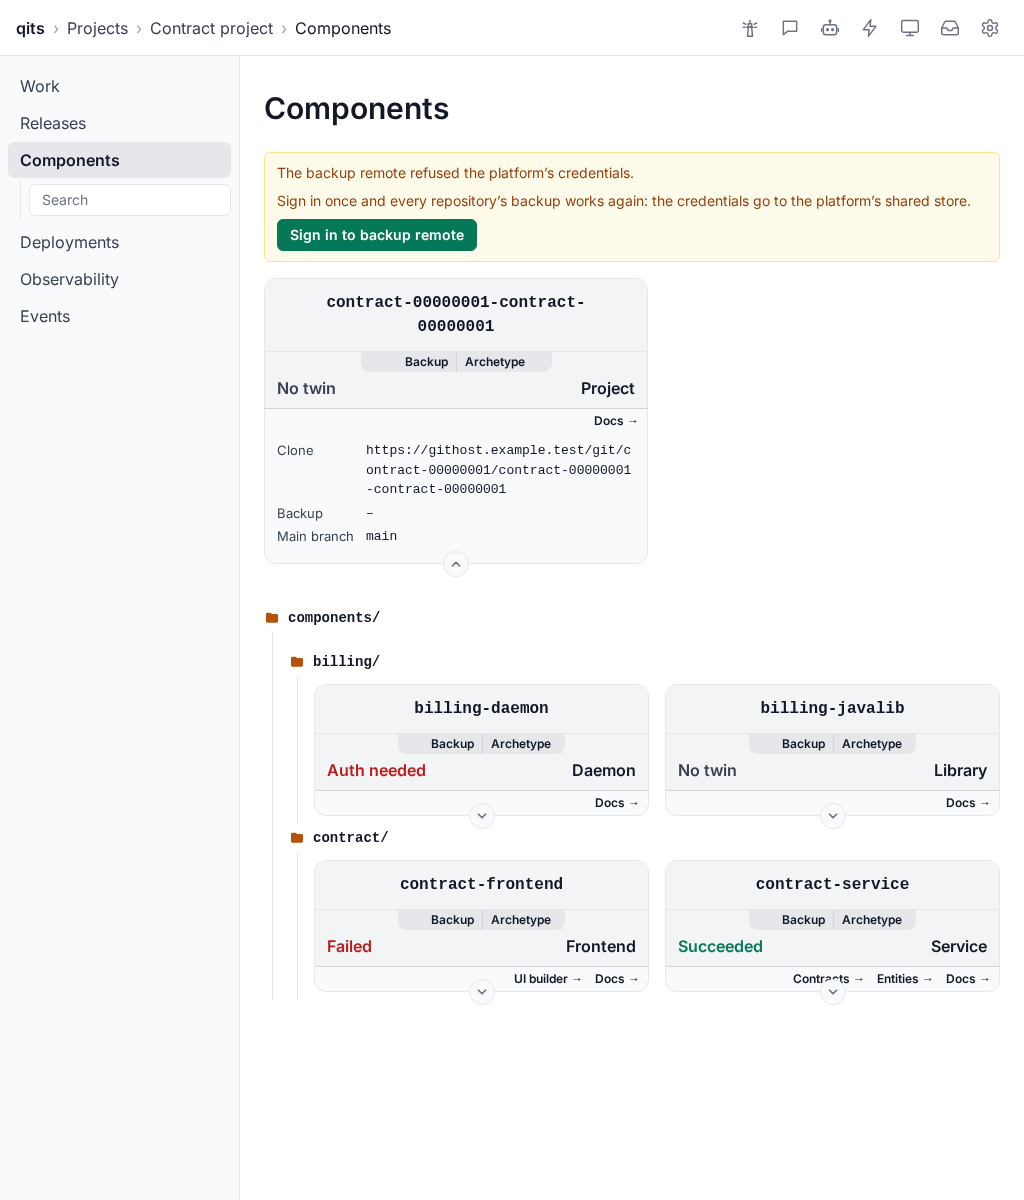 qits › Projects › Contract project › Components
Work
Releases
Components
Search
Deployments
Observability
Events
Components
The backup remote refused the platform’s credentials.
Sign in once and every repository’s backup works again: the credentials go to the platform’s shared store.
Sign in to backup remote
contract-00000001-contract-
00000001
Backup Archetype
No twin Project
Docs →
Clone https://githost.example.test/git/c
ontract-00000001/contract-00000001
-contract-00000001
Backup –
Main branch main
components/
billing/
billing-daemon
Backup Archetype
Auth needed Daemon
Docs →
billing-javalib
Backup Archetype
No twin Library
Docs →
contract/
contract-frontend
Backup Archetype
Failed Frontend
UI builder → Docs →
contract-service
Backup Archetype
Succeeded Service
Contracts → Entities → Docs →